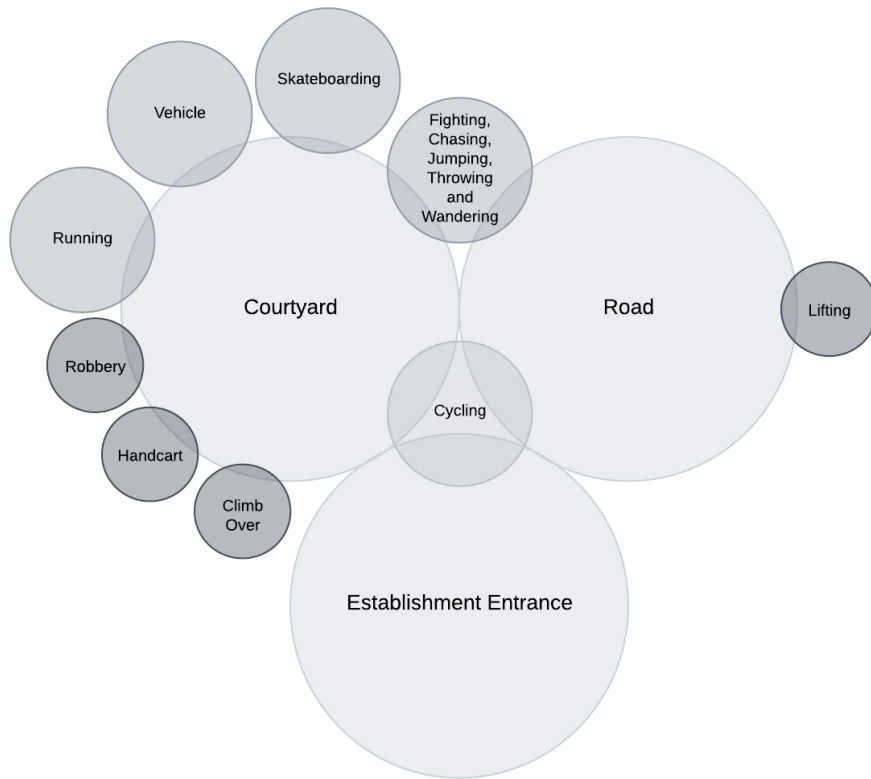 Skateboarding
Vehicle
Fighting,
Chasing,
Jumping,
Throwing
and
Wandering
Running
Courtyard
Road
Lifting
Robbery
Cycling
Handcart
Climb
Over
Establishment Entrance